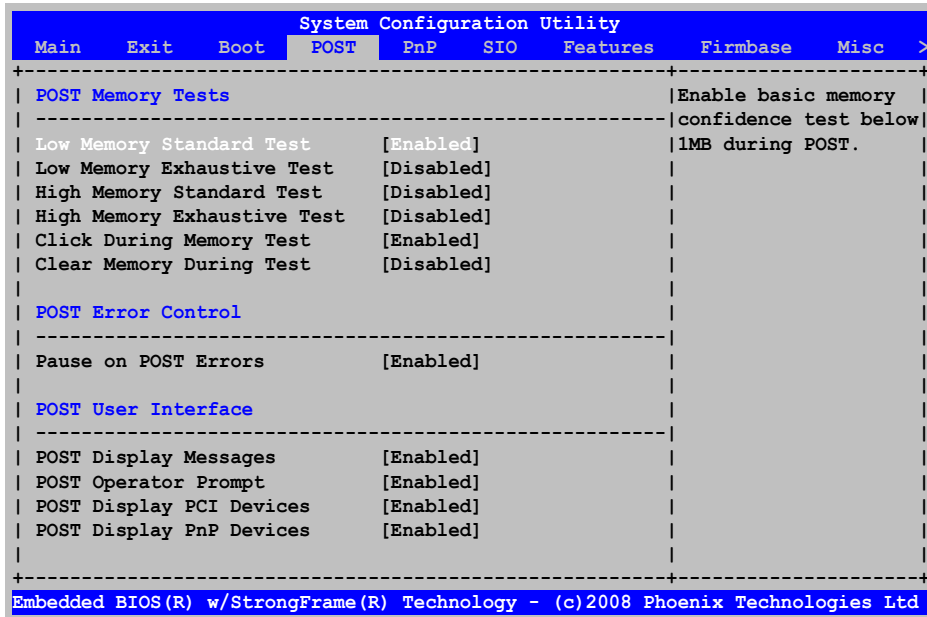 System Configuration Utility
Main Exit Boot POST PnP SIO Features Firmbase Misc >
POST Memory Tests
Low Memory Standard Test [Enabled]
Low Memory Exhaustive Test [Disabled]
High Memory Standard Test [Disabled]
High Memory Exhaustive Test [Disabled]
Click During Memory Test [Enabled]
Clear Memory During Test [Disabled]
POST Error Control
Pause on POST Errors [Enabled]
POST User Interface
POST Display Messages [Enabled]
POST Operator Prompt [Enabled]
POST Display PCI Devices [Enabled]
POST Display PnP Devices [Enabled]
Enable basic memory
confidence test below
1MB during POST.
Embedded BIOS(R) w/StrongFrame(R) Technology - (c)2008 Phoenix Technologies Ltd